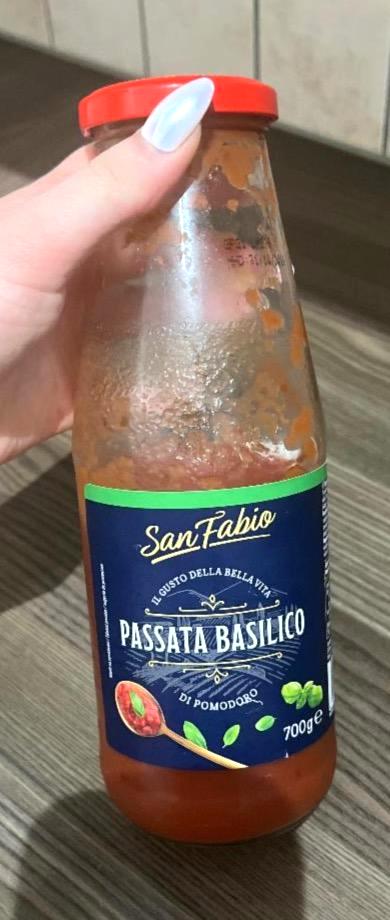 San Fabio
IL GUSTO DELLA BELLA VITA
PASSATA BASILICO
DI POMODORO
700g e